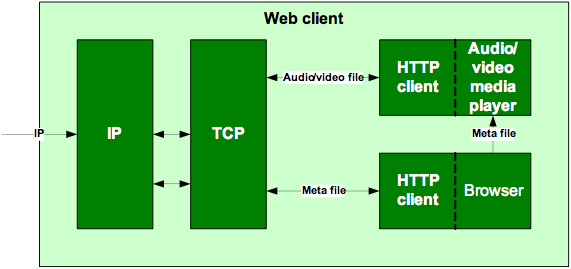 Web client
IP
IP
TCP
Audio/video file
HTTP
client
Audio/
video
media
player
Meta file
Meta file
HTTP
client
Browser